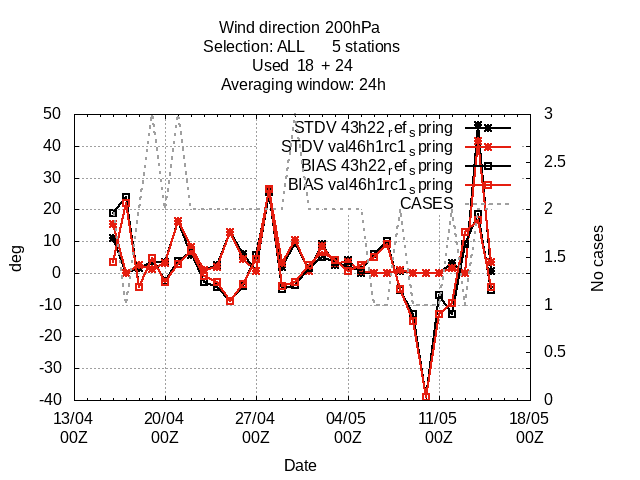 Wind direction 200hPa
Selection: ALL 5 stations
Used 18 + 24
Averaging window: 24h
STDV 43h22_ref_spring
STDV val46h1rc1_spring
BIAS 43h22_ref_spring
BIAS val46h1rc1_spring
CASES
50
40
30
20
10
0
-10
-20
-30
-40
deg
3
2.5
2
1.5
1
0.5
0
No cases
13/04 20/04 27/04 04/05 11/05 18/05
00Z 00Z 00Z 00Z 00Z 00Z
Date